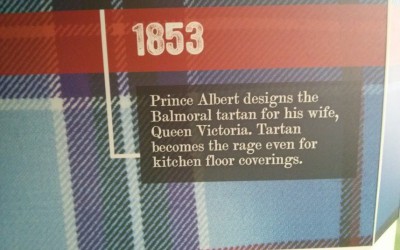 1853
Prince Albert designs the
Balmoral tartan for his wife,
Queen Victoria. Tartan
becomes the rage even for
kitchen floor coverings.